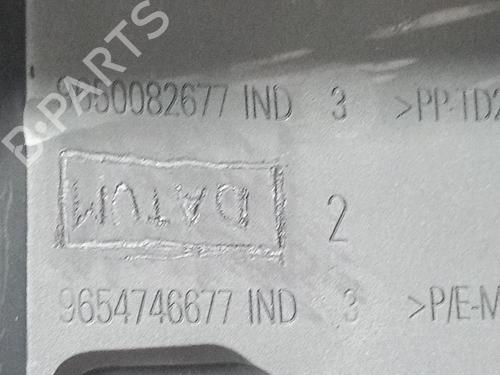 B-PARTS
9650082677 IND 3 >PP-TD2
DATUM
2
9654746677 IND 3 >P/E-M